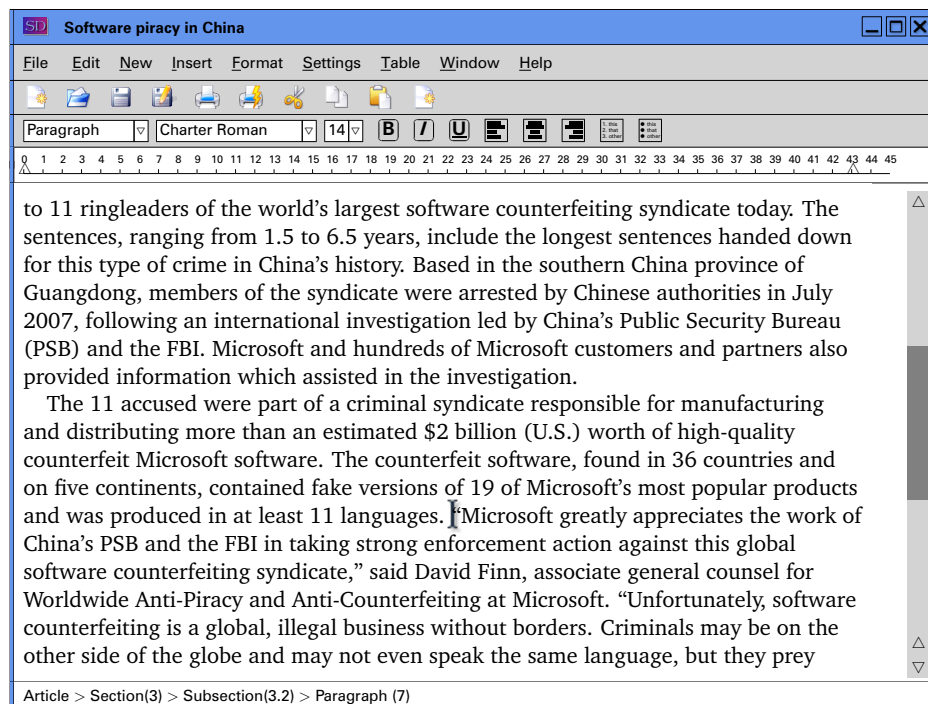 SD Software piracy in China
File Edit New Insert Format Settings Table Window Help
Paragraph Charter Roman 14 B I U 1. this 2. that 3. other • this • that • other
0 1 2 3 4 5 6 7 8 9 10 11 12 13 14 15 16 17 18 19 20 21 22 23 24 25 26 27 28 29 30 31 32 33 34 35 36 37 38 39 40 41 42 43 44 45
to 11 ringleaders of the world’s largest software counterfeiting syndicate today. The
sentences, ranging from 1.5 to 6.5 years, include the longest sentences handed down
for this type of crime in China’s history. Based in the southern China province of
Guangdong, members of the syndicate were arrested by Chinese authorities in July
2007, following an international investigation led by China’s Public Security Bureau
(PSB) and the FBI. Microsoft and hundreds of Microsoft customers and partners also
provided information which assisted in the investigation.
The 11 accused were part of a criminal syndicate responsible for manufacturing
and distributing more than an estimated $2 billion (U.S.) worth of high-quality
counterfeit Microsoft software. The counterfeit software, found in 36 countries and
on five continents, contained fake versions of 19 of Microsoft’s most popular products
and was produced in at least 11 languages. “Microsoft greatly appreciates the work of
China’s PSB and the FBI in taking strong enforcement action against this global
software counterfeiting syndicate,” said David Finn, associate general counsel for
Worldwide Anti-Piracy and Anti-Counterfeiting at Microsoft. “Unfortunately, software
counterfeiting is a global, illegal business without borders. Criminals may be on the
other side of the globe and may not even speak the same language, but they prey
Article > Section(3) > Subsection(3.2) > Paragraph (7)